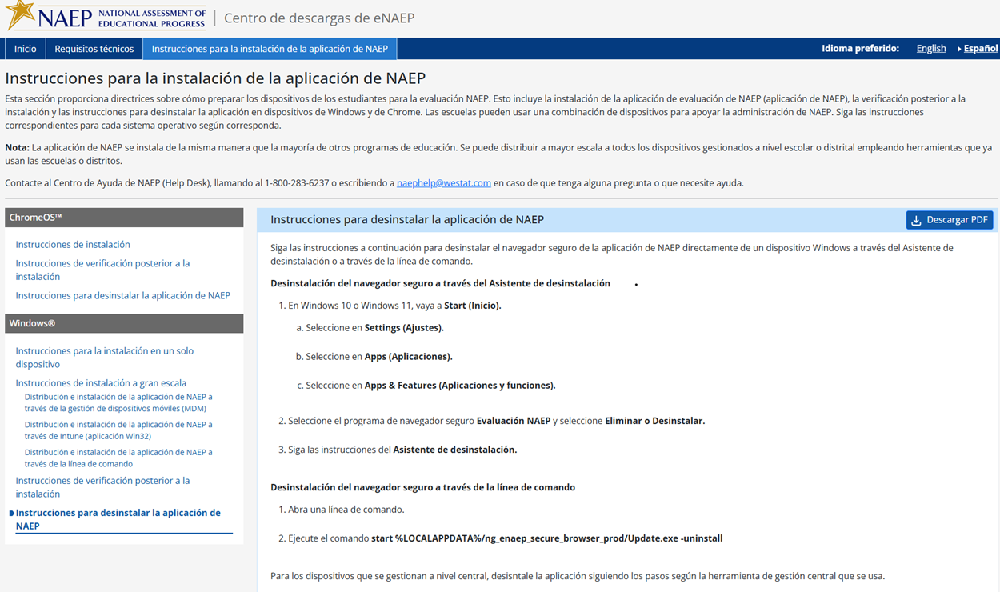 NAEP NATIONAL ASSESSMENT OF
EDUCATIONAL PROGRESS
Centro de descargas de eNAEP
Inicio Requisitos técnicos Instrucciones para la instalación de la aplicación de NAEP Idioma preferido: English Español
Instrucciones para la instalación de la aplicación de NAEP
Esta sección proporciona directrices sobre cómo preparar los dispositivos de los estudiantes para la evaluación NAEP. Esto incluye la instalación de la aplicación de evaluación de NAEP (aplicación de NAEP), la verificación posterior a la
instalación y las instrucciones para desinstalar la aplicación en dispositivos de Windows y de Chrome. Las escuelas pueden usar una combinación de dispositivos para apoyar la administración de NAEP. Siga las instrucciones
correspondientes para cada sistema operativo según corresponda.
Nota: La aplicación de NAEP se instala de la misma manera que la mayoría de otros programas de educación. Se puede distribuir a mayor escala a todos los dispositivos gestionados a nivel escolar o distrital empleando herramientas que ya
usan las escuelas o distritos.
Contacte al Centro de Ayuda de NAEP (Help Desk), llamando al 1-800-283-6237 o escribiendo a naephelp@westat.com en caso de que tenga alguna pregunta o que necesite ayuda.
ChromeOS™
Instrucciones de instalación
Instrucciones de verificación posterior a la
instalación
Instrucciones para desinstalar la aplicación de NAEP
Windows®
Instrucciones para la instalación en un solo
dispositivo
Instrucciones de instalación a gran escala
Distribución e instalación de la aplicación de NAEP a
través de la gestión de dispositivos móviles (MDM)
Distribución e instalación de la aplicación de NAEP a
través de Intune (aplicación Win32)
Distribución e instalación de la aplicación de NAEP a
través de la línea de comando
Instrucciones de verificación posterior a la
instalación
Instrucciones para desinstalar la aplicación de
NAEP
Instrucciones para desinstalar la aplicación de NAEP
Descargar PDF
Siga las instrucciones a continuación para desinstalar el navegador seguro de la aplicación de NAEP directamente de un dispositivo Windows a través del Asistente de
desinstalación o a través de la línea de comando.
Desinstalación del navegador seguro a través del Asistente de desinstalación
1. En Windows 10 o Windows 11, vaya a Start (Inicio).
a. Seleccione en Settings (Ajustes).
b. Seleccione en Apps (Aplicaciones).
c. Seleccione en Apps & Features (Aplicaciones y funciones).
2. Seleccione el programa de navegador seguro Evaluación NAEP y seleccione Eliminar o Desinstalar.
3. Siga las instrucciones del Asistente de desinstalación.
Desinstalación del navegador seguro a través de la línea de comando
1. Abra una línea de comando.
2. Ejecute el comando start %LOCALAPPDATA%/ng_enaep_secure_browser_prod/Update.exe -uninstall
Para los dispositivos que se gestionan a nivel central, desisntale la aplicación siguiendo los pasos según la herramienta de gestión central que se usa.